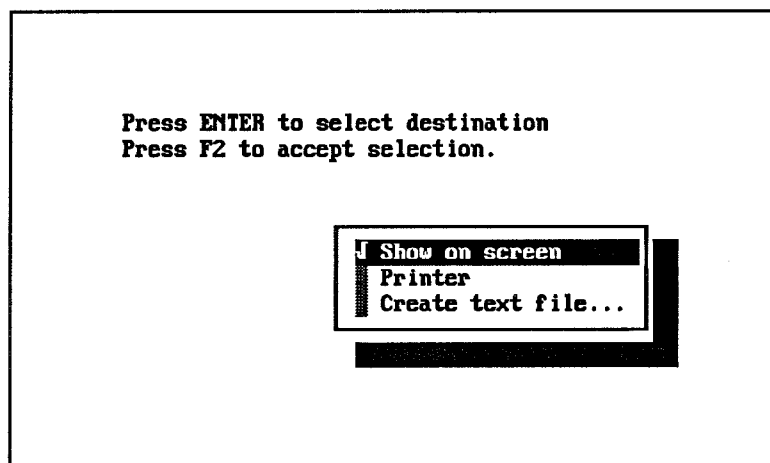 Press ENTER to select destination
Press F2 to accept selection.
√ Show on screen
Printer
Create text file...